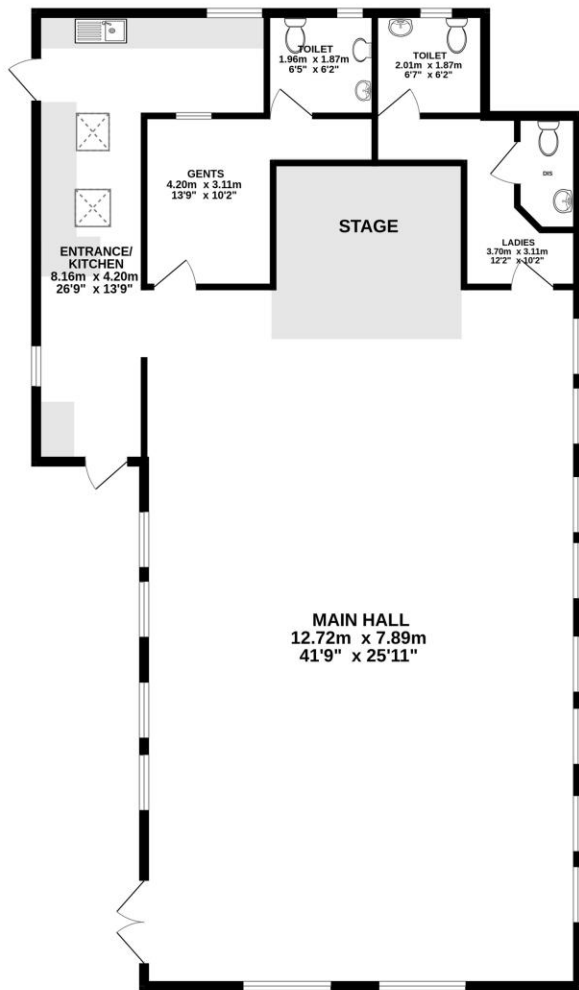 TOILET
1.96m x 1.87m
6'5" x 6'2"
TOILET
2.01m x 1.87m
6'7" x 6'2"
GENTS
4.20m x 3.11m
13'9" x 10'2"
DIS
STAGE
ENTRANCE/
KITCHEN
8.16m x 4.20m
26'9" x 13'9"
LADIES
3.70m x 3.11m
12'2" x 10'2"
MAIN HALL
12.72m x 7.89m
41'9" x 25'11"